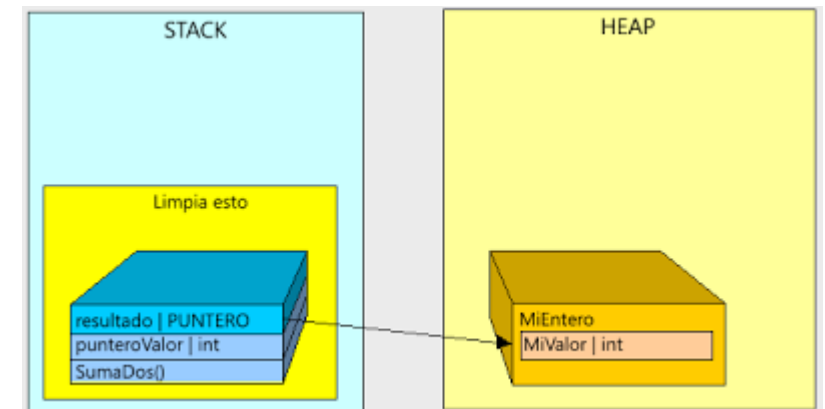 STACK
HEAP
Limpia esto
resultado | PUNTERO
punteroValor | int
SumaDos()
MiEntero
MiValor | int